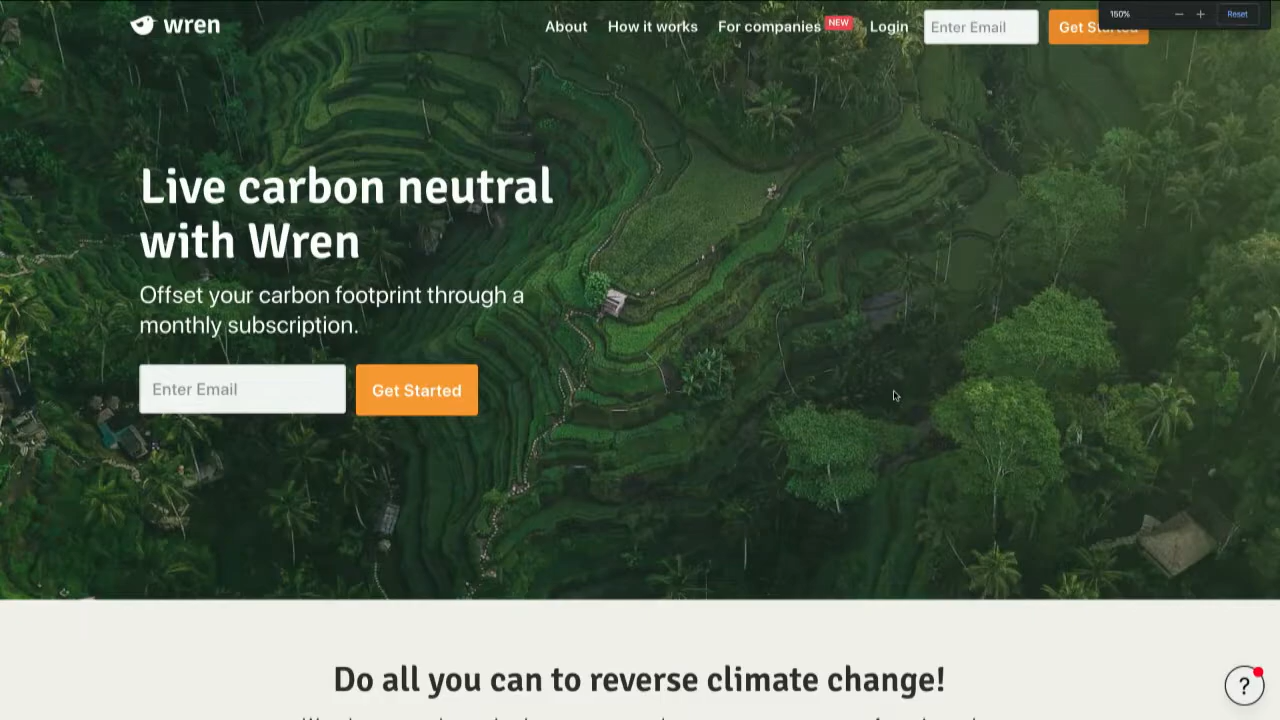 wren
About
How it works
For companies NEW
Login
Enter Email
Get Started
150%
Reset
Live carbon neutral
with Wren
Offset your carbon footprint through a
monthly subscription.
Enter Email
Get Started
Do all you can to reverse climate change!
?